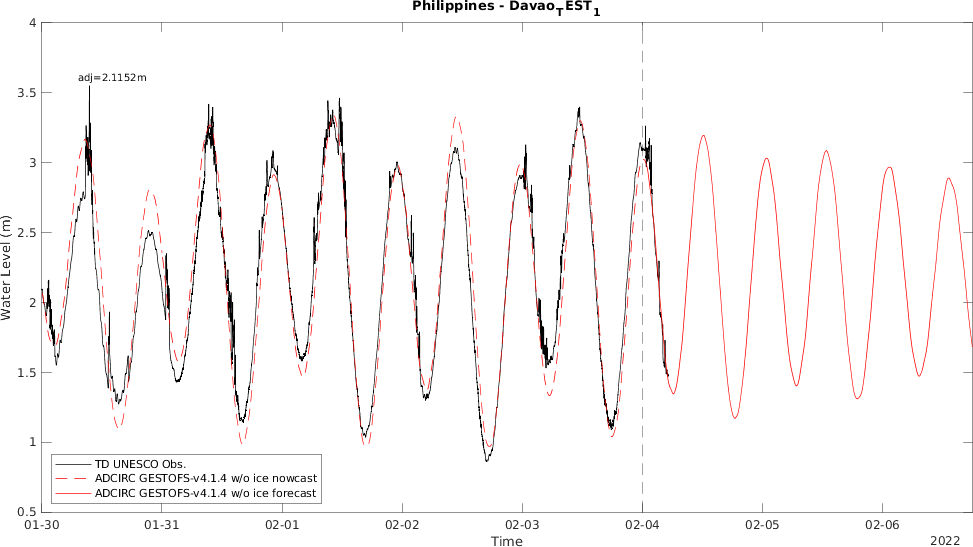 Philippines - Davao_TEST_1
4
adj=2.1152m
3.5
3
2.5
2
1.5
1
0.5
Water Level (m)
TD UNESCO Obs.
ADCIRC GESTOFS-v4.1.4 w/o ice nowcast
ADCIRC GESTOFS-v4.1.4 w/o ice forecast
01-30 01-31 02-01 02-02 02-03 02-04 02-05 02-06
Time
2022